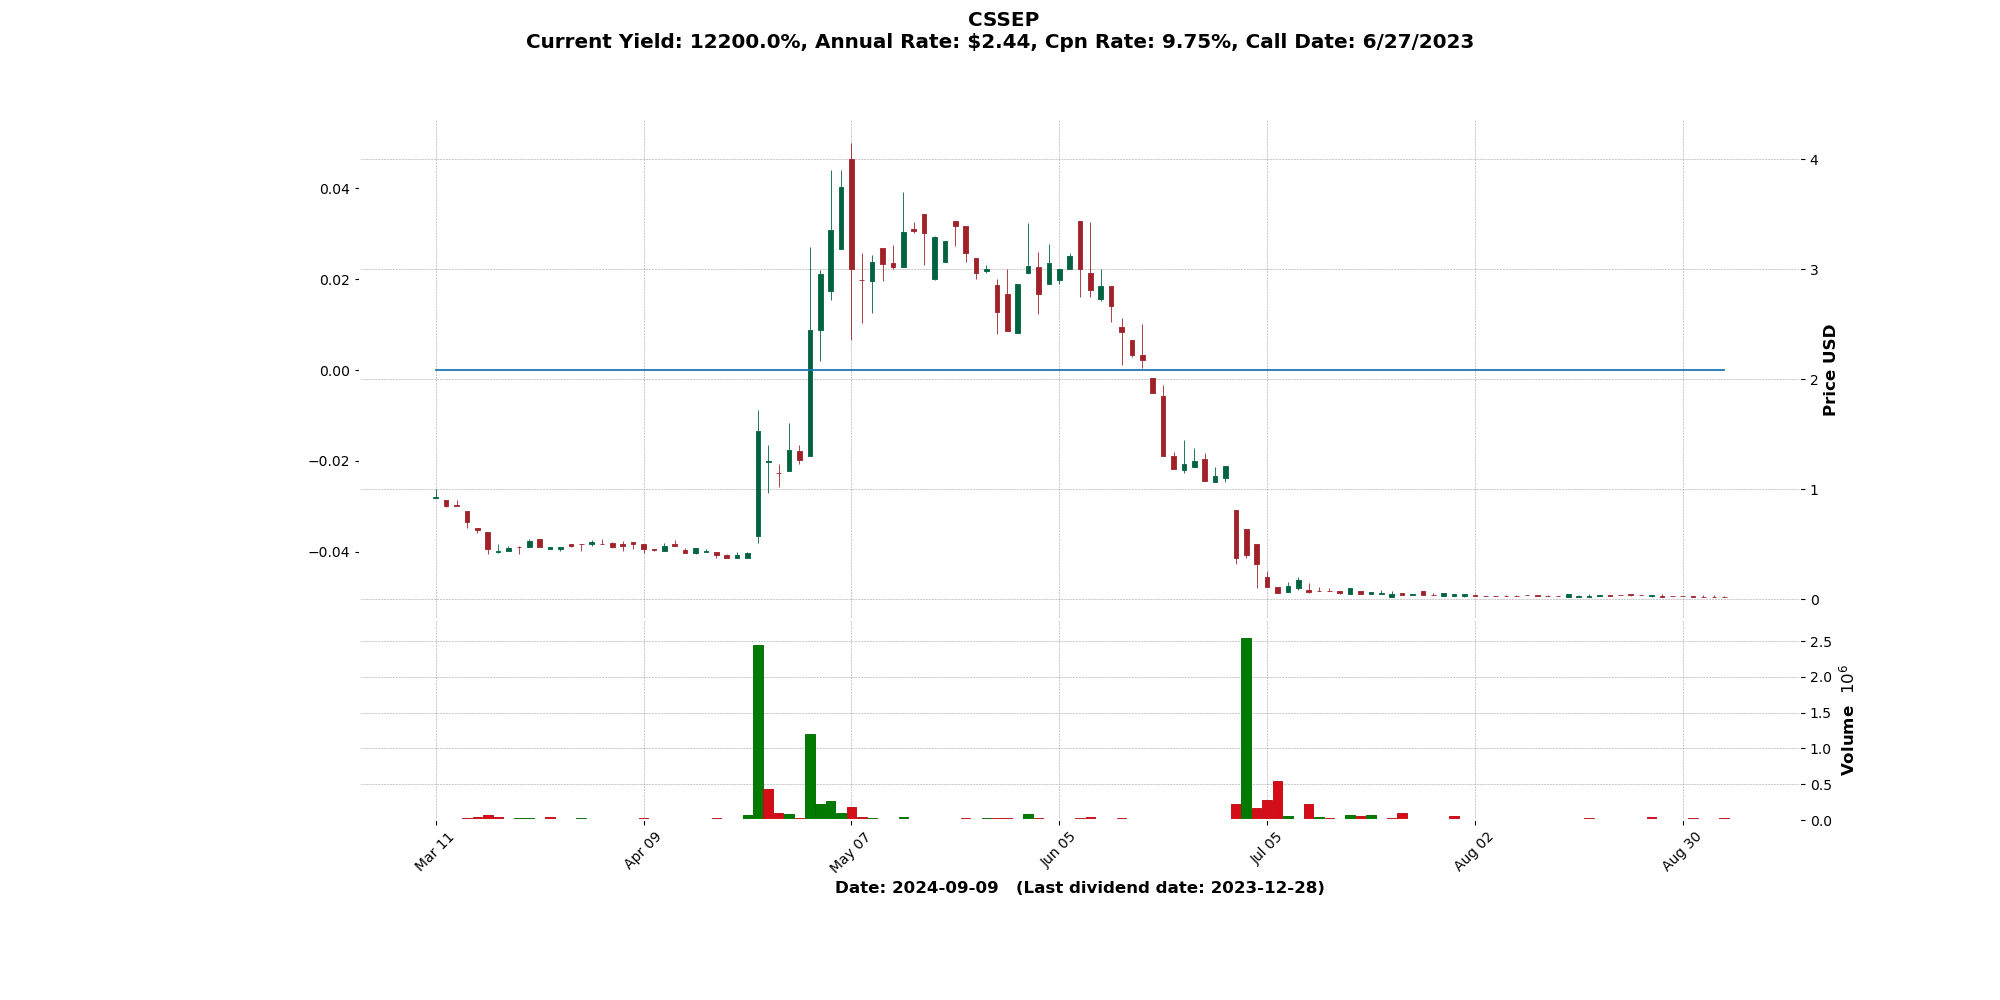 CSSEP
Current Yield: 12200.0%, Annual Rate: $2.44, Cpn Rate: 9.75%, Call Date: 6/27/2023
0.04
0.02
0.00
−0.02
−0.04
4
3
2
1
0
Price USD
2.5
2.0
1.5
1.0
0.5
0.0
Volume 10^6
Mar 11
Apr 09
May 07
Jun 05
Jul 05
Aug 02
Aug 30
Date: 2024-09-09 (Last dividend date: 2023-12-28)